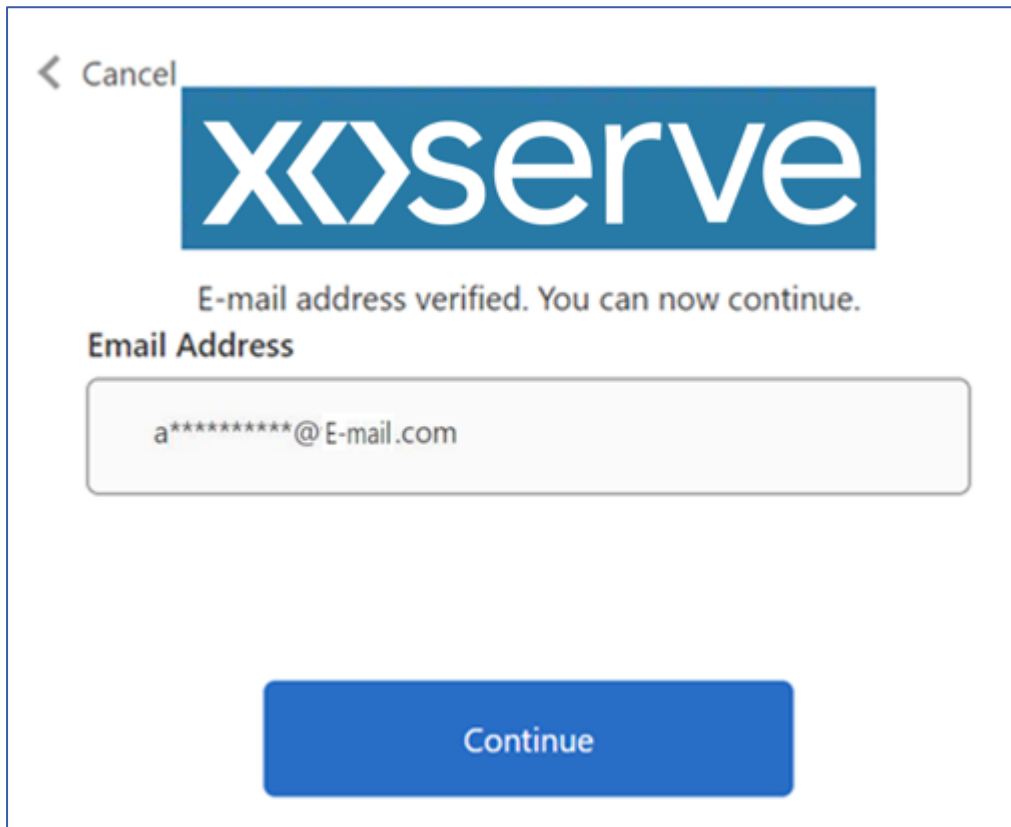 Cancel
xoserve
E-mail address verified. You can now continue.
Email Address
a**********@E-mail.com
Continue